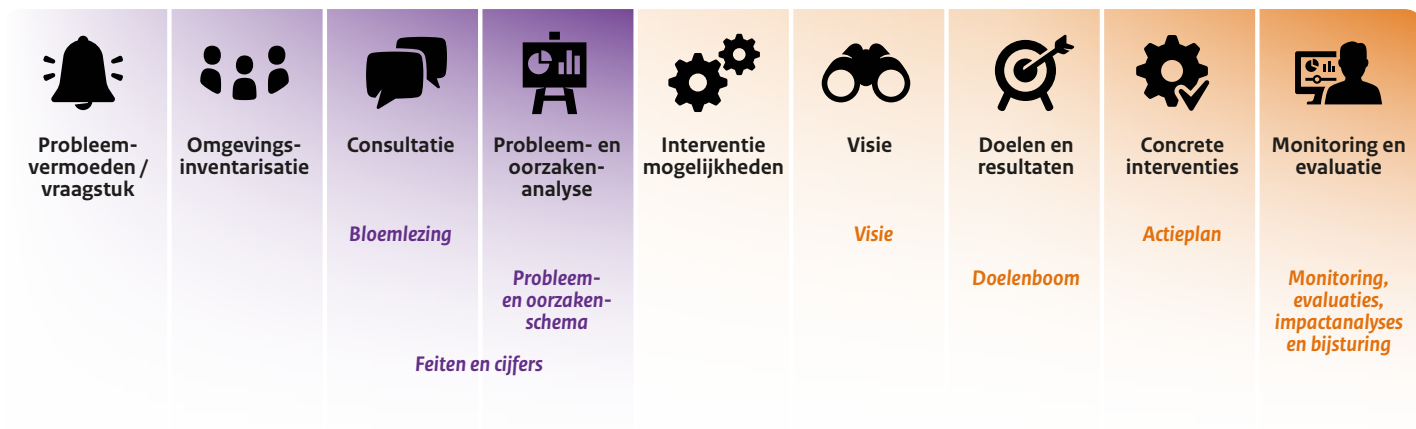 Probleem-
vermoeden /
vraagstuk
Omgevings-
inventarisatie
Consultatie
Probleem- en
oorzaken-
analyse
Interventie
mogelijkheden
Visie
Doelen en
resultaten
Concrete
interventies
Monitoring en
evaluatie
Bloemlezing
Probleem-
en oorzaken-
schema
Feiten en cijfers
Visie
Doelenboom
Actieplan
Monitoring,
evaluaties,
impactanalyses
en bijsturing